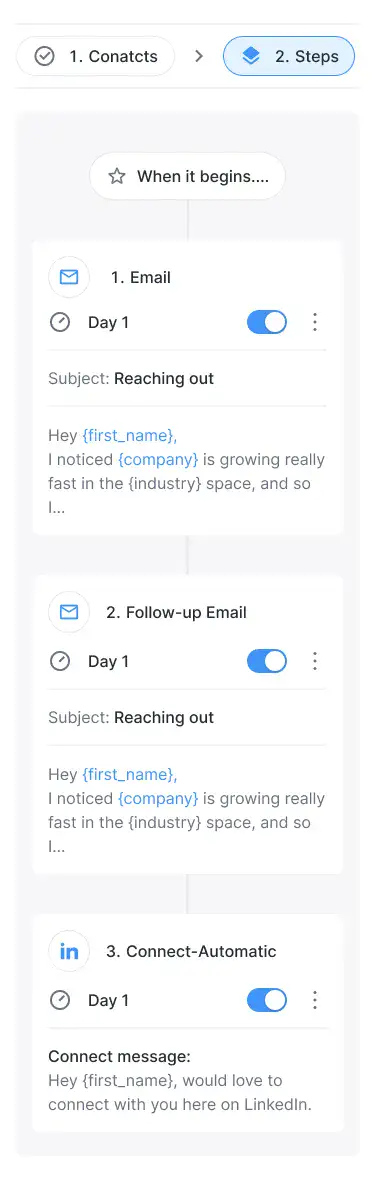 1. Conatcts
2. Steps
When it begins....
1. Email
Day 1
Subject: Reaching out
Hey {first_name},
I noticed {company} is growing really
fast in the {industry} space, and so
I...
2. Follow-up Email
Day 1
Subject: Reaching out
Hey {first_name},
I noticed {company} is growing really
fast in the {industry} space, and so
I...
in
3. Connect-Automatic
Day 1
Connect message:
Hey {first_name}, would love to
connect with you here on LinkedIn.